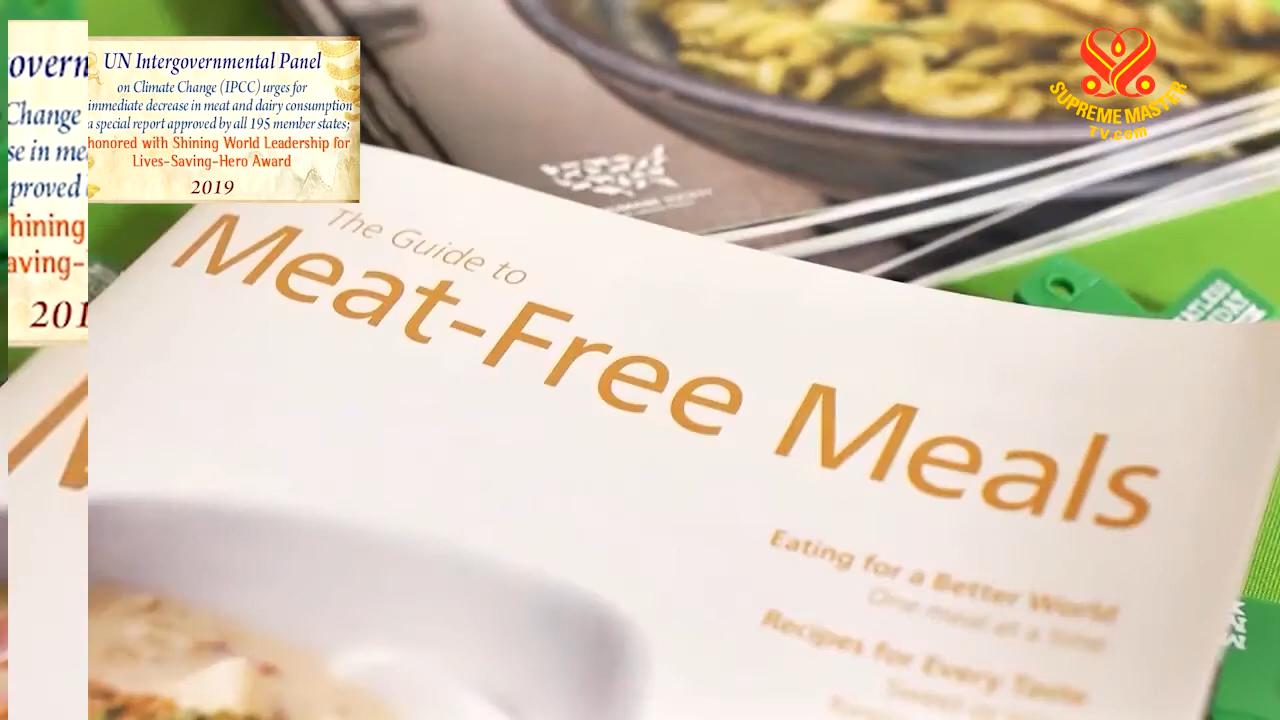 overn
Change
se in me
proved
hining
aving-
201
UN Intergovernmental Panel
on Climate Change (IPCC) urges for
immediate decrease in meat and dairy consumption
a special report approved by all 195 member states;
honored with Shining World Leadership for
Lives-Saving-Hero Award
2019
SUPREME MASTER
TV.com
The Guide to
Meat-Free Meals
Eating for a Better World
One meal at a time
Recipes for Every Taste